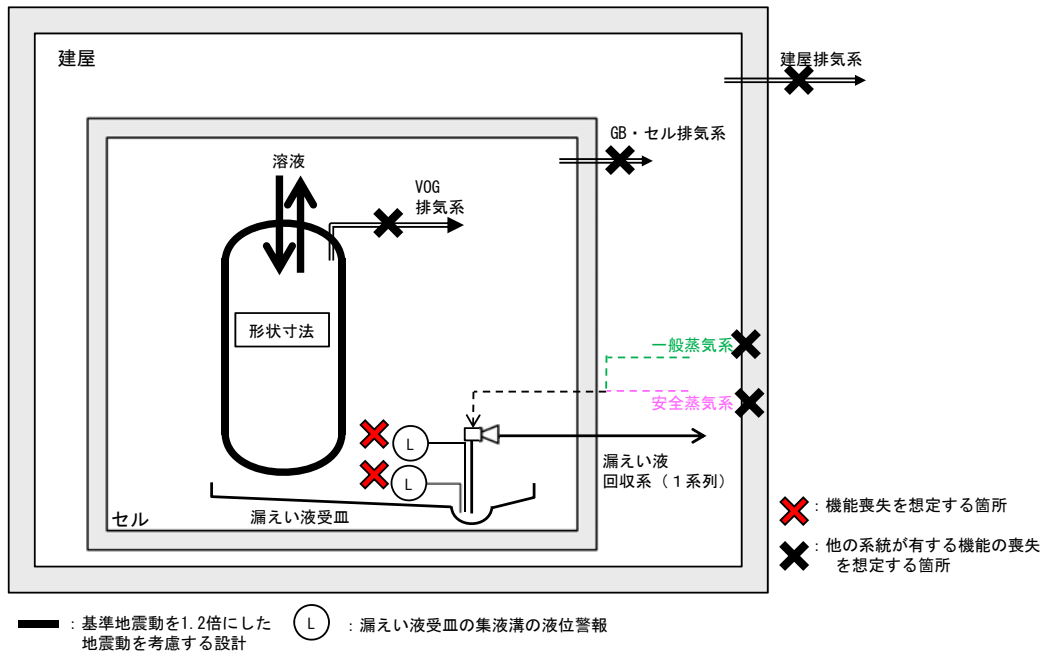 建屋
建屋排気系
GB・セル排気系
溶液
VOG
排気系
形状寸法
一般蒸気系
安全蒸気系
L
L
漏えい液
回収系（１系列）
漏えい液受皿
セル
：機能喪失を想定する箇所
：他の系統が有する機能の喪失
を想定する箇所
：基準地震動を1.2倍にした
地震動を考慮する設計
L
：漏えい液受皿の集液溝の液位警報